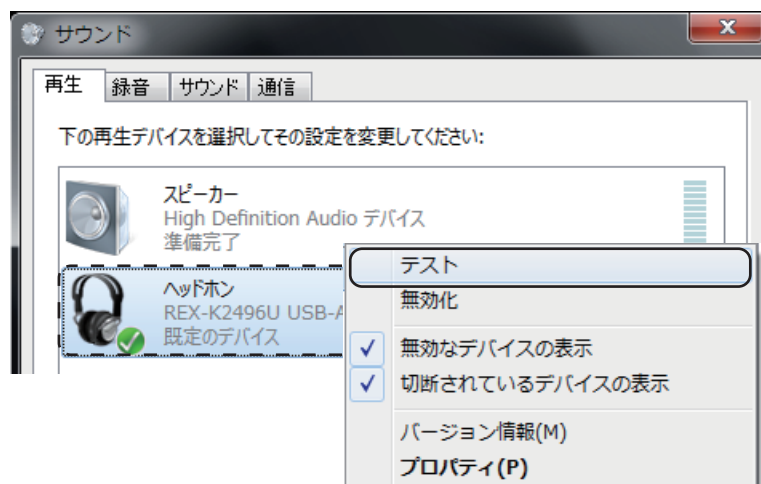 サウンド
再生 録音 サウンド 通信
下の再生デバイスを選択してその設定を変更してください:
スピーカー
High Definition Audio デバイス
準備完了
ヘッドホン
REX-K2496U USB-A
既定のデバイス
テスト
無効化
無効なデバイスの表示
切断されているデバイスの表示
バージョン情報(M)
プロパティ(P)